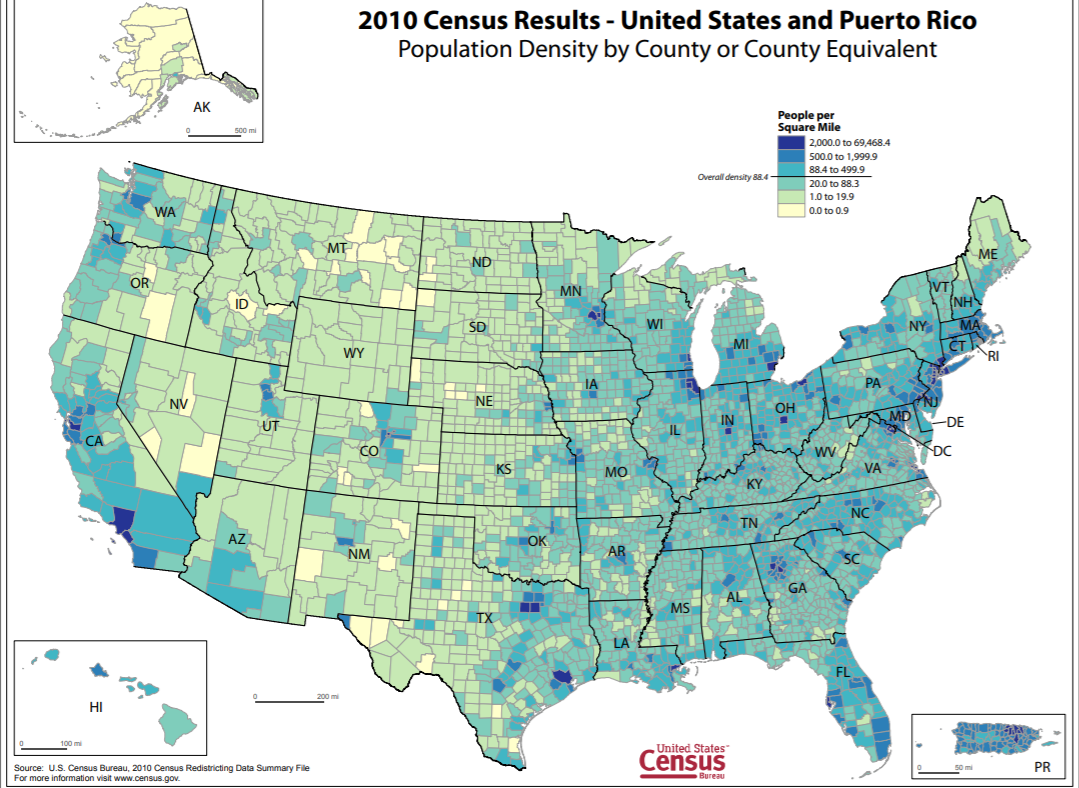 2010 Census Results - United States and Puerto Rico
Population Density by County or County Equivalent
AK
0 500 mi
People per
Square Mile
2,000.0 to 69,468.4
500.0 to 1,999.9
88.4 to 499.9
Overall density 88.4
20.0 to 88.3
1.0 to 19.9
0.0 to 0.9
WA
MT
ND
MN
ME
OR
ID
SD
WI
MI
VT
NH
NY
MA
CT
RI
WY
IA
NE
PA
NJ
NV
UT
CO
IL
IN
OH
MD
DE
DC
CA
KS
MO
WV
VA
KY
AZ
NM
OK
AR
TN
NC
SC
TX
LA
MS
AL
GA
FL
HI
0 100 mi
0 200 mi
United States™
Census
Bureau
PR
0 50 mi
Source: U.S. Census Bureau, 2010 Census Redistricting Data Summary File
For more information visit www.census.gov.